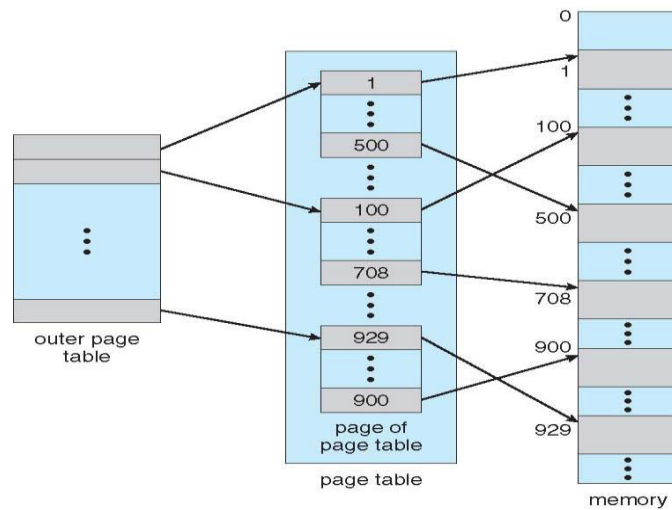 0
1
1
500
100
100
500
708
708
outer page
table
929
900
900
page of
page table
929
page table
memory